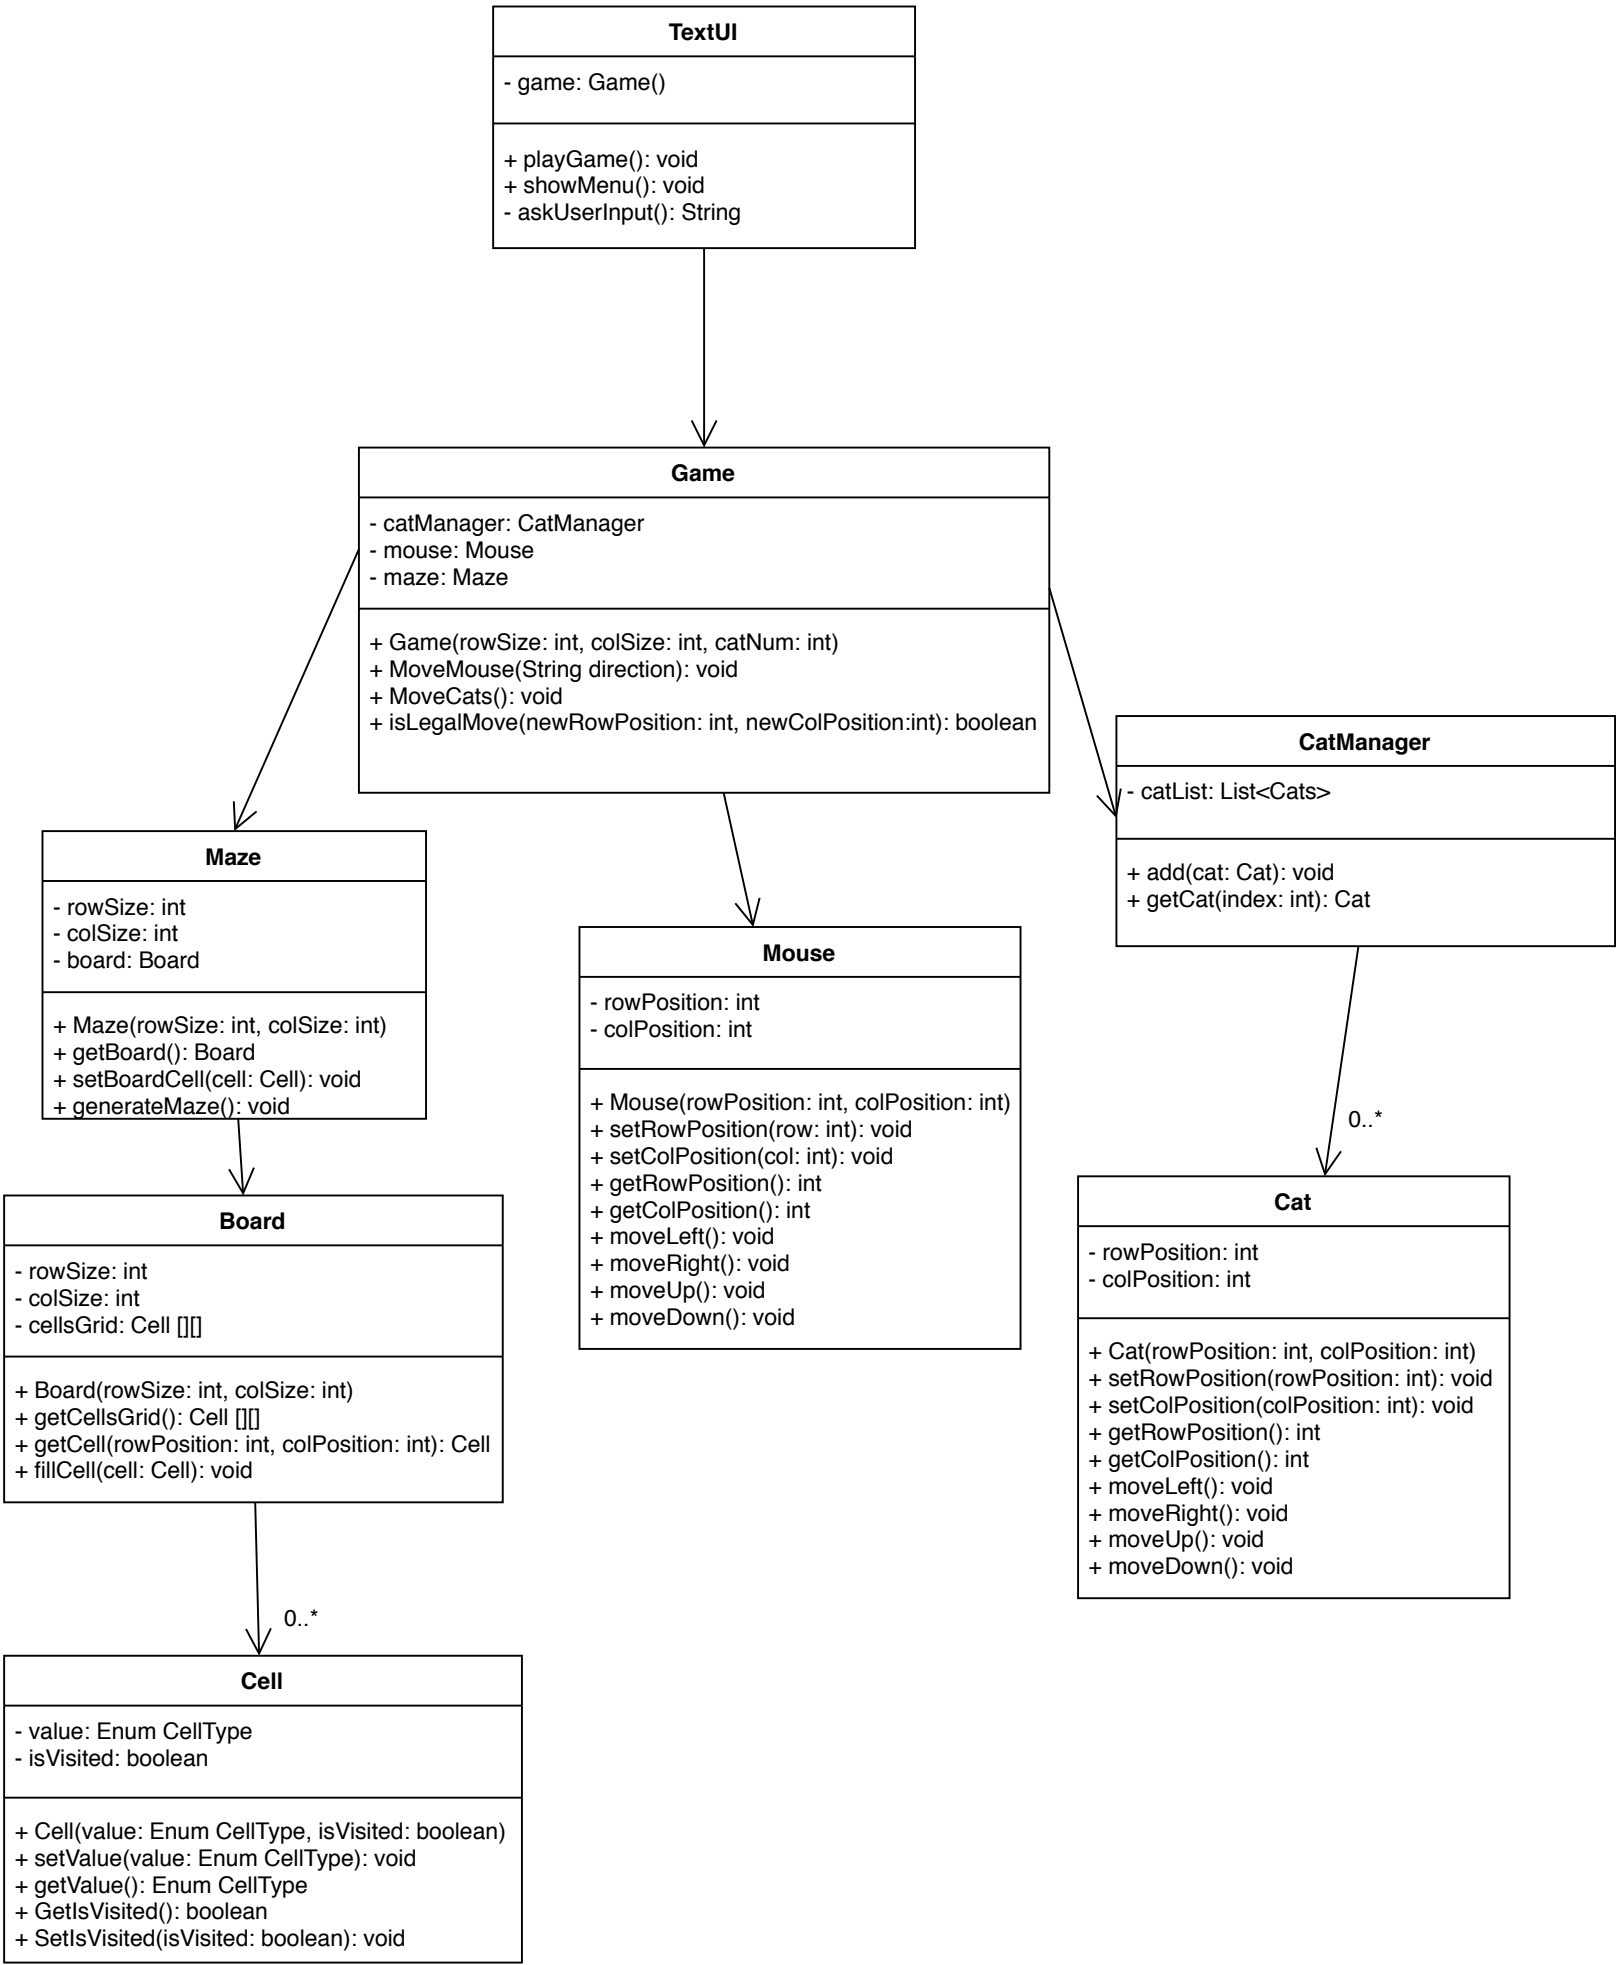 TextUI
- game: Game()
+ playGame(): void
+ showMenu(): void
- askUserInput(): String
Game
- catManager: CatManager
- mouse: Mouse
- maze: Maze
+ Game(rowSize: int, colSize: int, catNum: int)
+ MoveMouse(String direction): void
+ MoveCats(): void
+ isLegalMove(newRowPosition: int, newColPosition:int): boolean
CatManager
- catList: List<Cats>
+ add(cat: Cat): void
+ getCat(index: int): Cat
Maze
- rowSize: int
- colSize: int
- board: Board
+ Maze(rowSize: int, colSize: int)
+ getBoard(): Board
+ setBoardCell(cell: Cell): void
+ generateMaze(): void
Mouse
- rowPosition: int
- colPosition: int
+ Mouse(rowPosition: int, colPosition: int)
+ setRowPosition(row: int): void
+ setColPosition(col: int): void
+ getRowPosition(): int
+ getColPosition(): int
+ moveLeft(): void
+ moveRight(): void
+ moveUp(): void
+ moveDown(): void
0..*
Cat
- rowPosition: int
- colPosition: int
+ Cat(rowPosition: int, colPosition: int)
+ setRowPosition(rowPosition: int): void
+ setColPosition(colPosition: int): void
+ getRowPosition(): int
+ getColPosition(): int
+ moveLeft(): void
+ moveRight(): void
+ moveUp(): void
+ moveDown(): void
Board
- rowSize: int
- colSize: int
- cellsGrid: Cell [][]
+ Board(rowSize: int, colSize: int)
+ getCellsGrid(): Cell [][]
+ getCell(rowPosition: int, colPosition: int): Cell
+ fillCell(cell: Cell): void
0..*
Cell
- value: Enum CellType
- isVisited: boolean
+ Cell(value: Enum CellType, isVisited: boolean)
+ setValue(value: Enum CellType): void
+ getValue(): Enum CellType
+ GetIsVisited(): boolean
+ SetIsVisited(isVisited: boolean): void